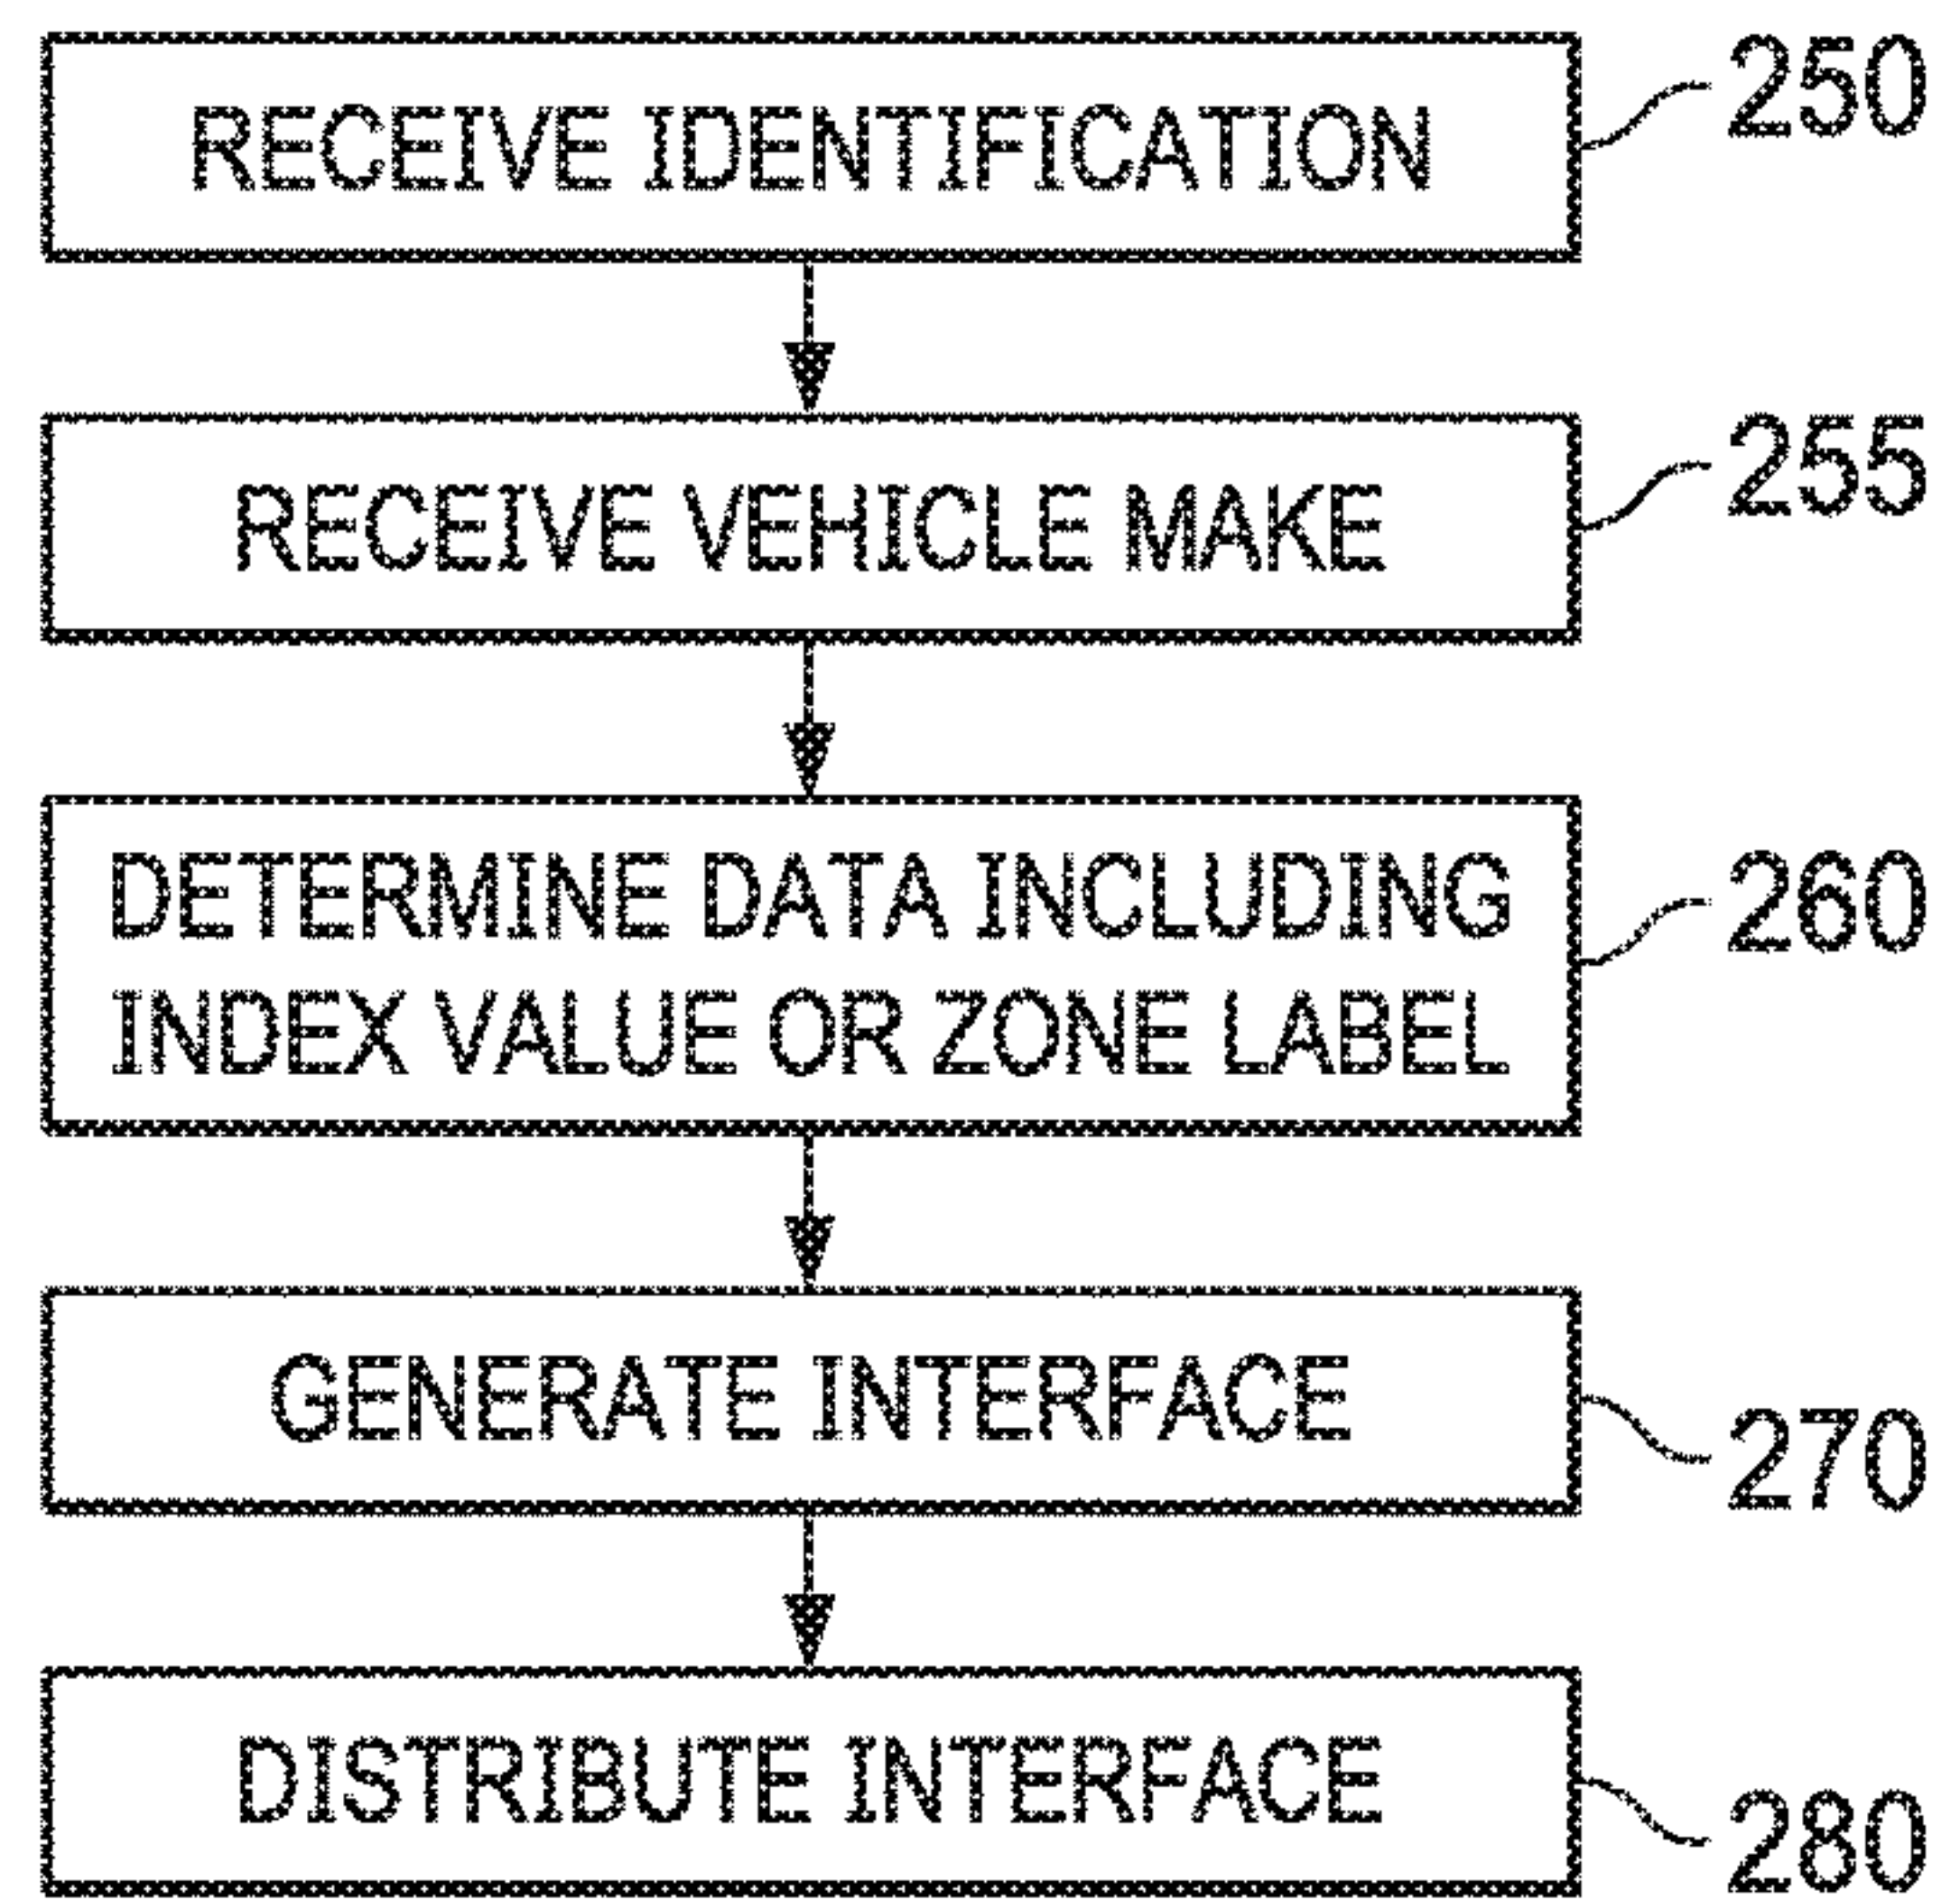 RECEIVE IDENTIFICATION
250
RECEIVE VEHICLE MAKE
255
DETERMINE DATA INCLUDING
INDEX VALUE OR ZONE LABEL
260
GENERATE INTERFACE
270
DISTRIBUTE INTERFACE
280